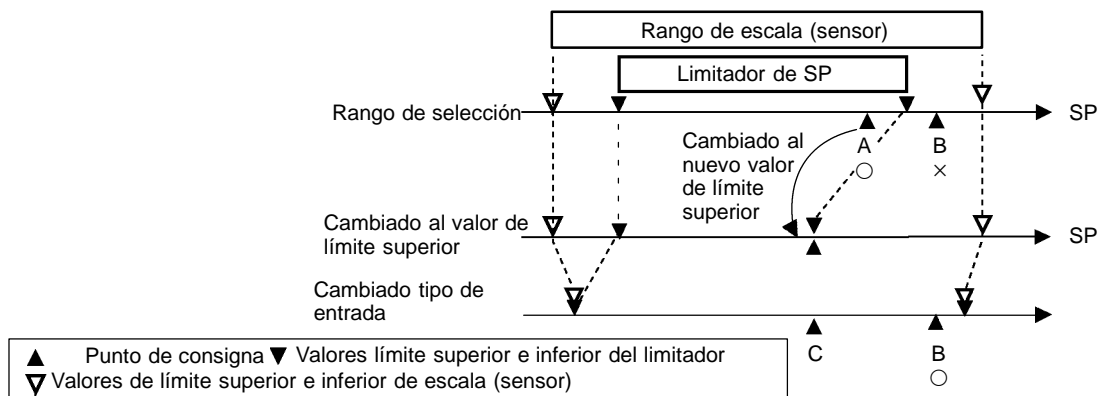 Rango de escala (sensor)
Limitador de SP
Rango de selección
SP
Cambiado al
nuevo valor
de límite
superior
A
B
○
×
Cambiado al valor de
límite superior
SP
Cambiado tipo de
entrada
▲ Punto de consigna ▼ Valores límite superior e inferior del limitador
▽ Valores de límite superior e inferior de escala (sensor)
C
B
○